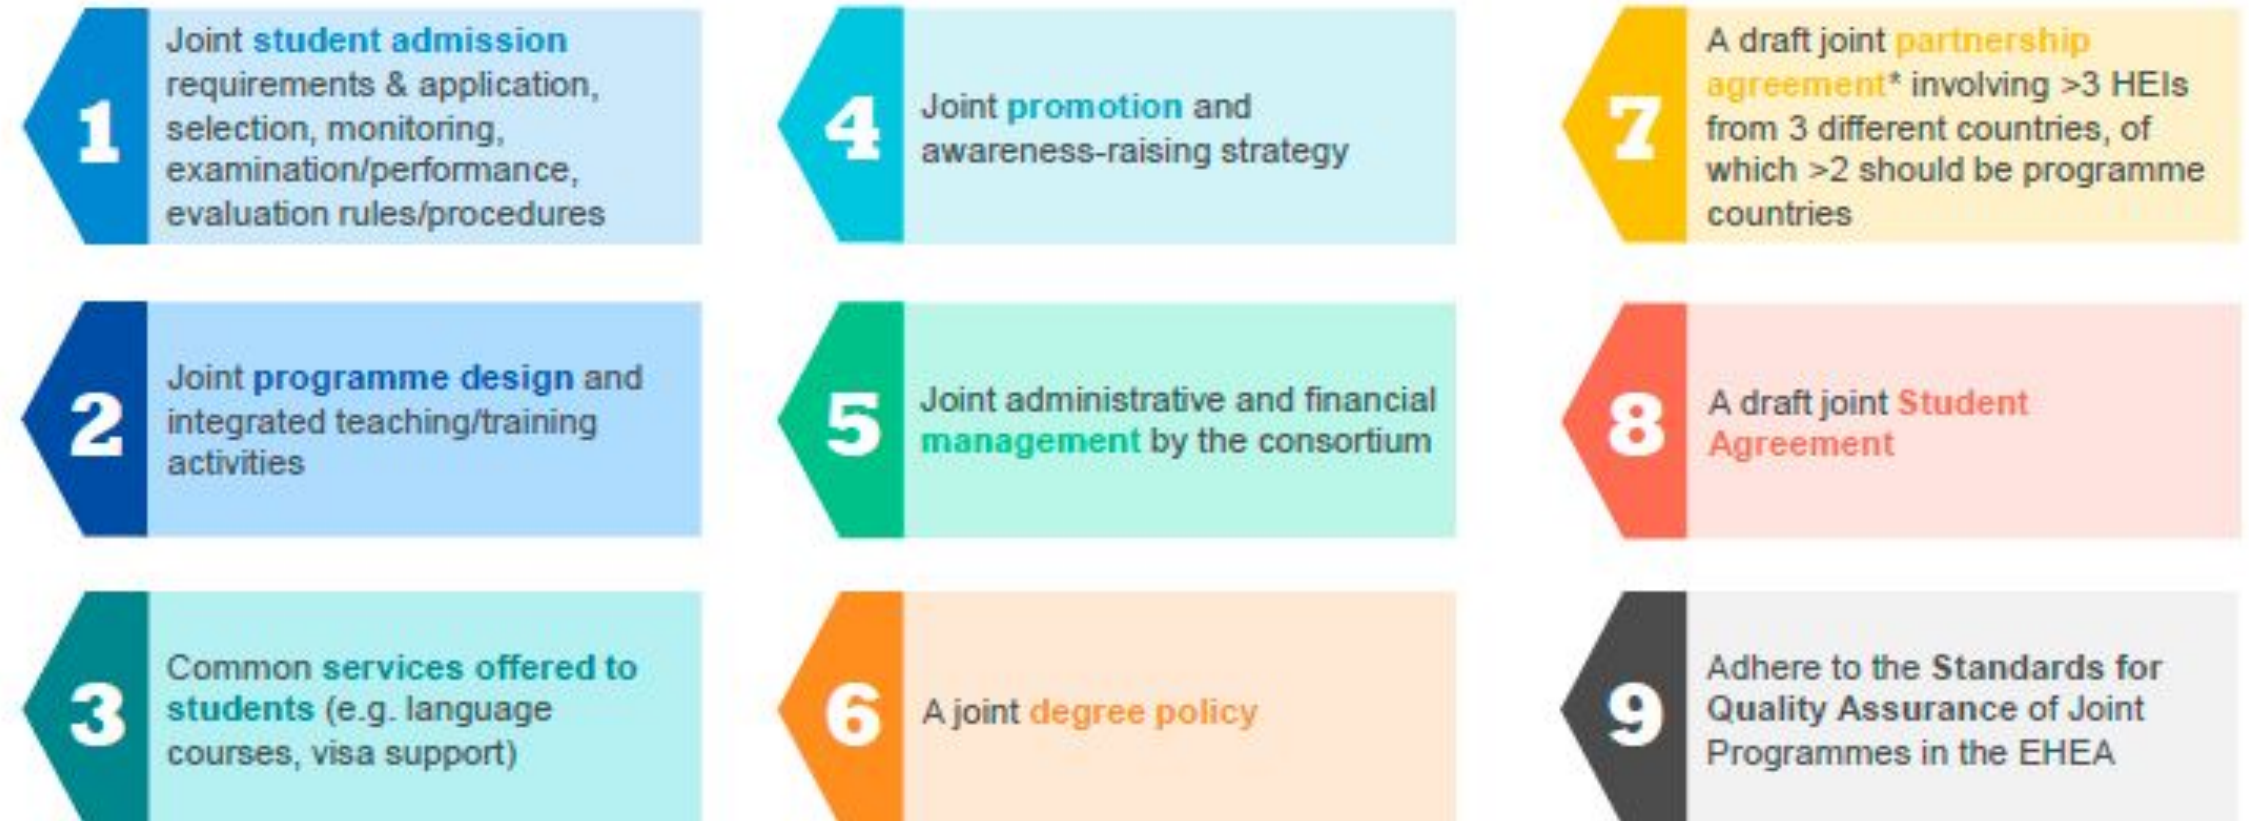 1
Joint student admission
requirements & application,
selection, monitoring,
examination/performance,
evaluation rules/procedures
2
Joint programme design and
integrated teaching/training
activities
3
Common services offered to
students (e.g. language
courses, visa support)
4
Joint promotion and
awareness-raising strategy
5
Joint administrative and financial
management by the consortium
6
A joint degree policy
7
A draft joint partnership
agreement* involving >3 HEIs
from 3 different countries, of
which >2 should be programme
countries
8
A draft joint Student
Agreement
9
Adhere to the Standards for
Quality Assurance of Joint
Programmes in the EHEA